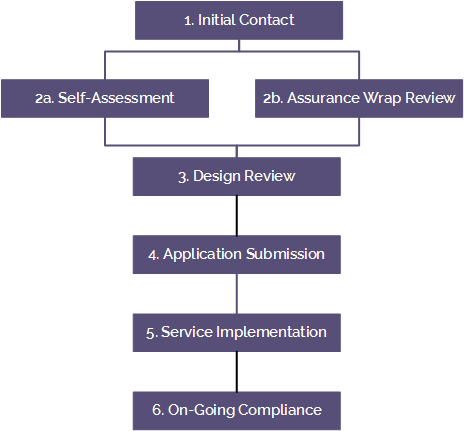 1. Initial Contact
2a. Self-Assessment
2b. Assurance Wrap Review
3. Design Review
4. Application Submission
5. Service Implementation
6. On-Going Compliance